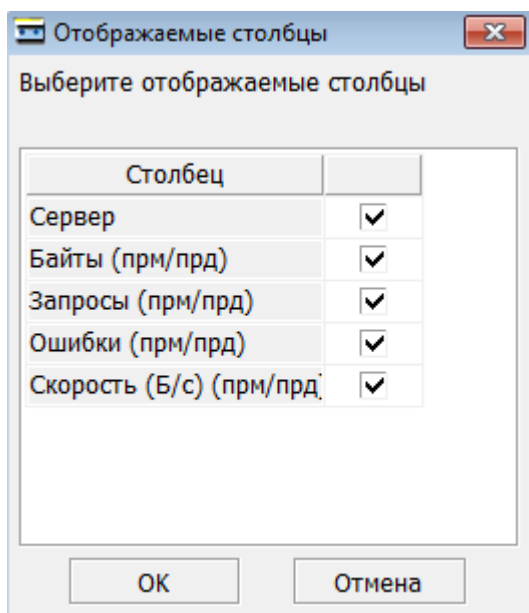 Отображаемые столбцы
Выберите отображаемые столбцы
Столбец
Сервер
Байты (прм/прд)
Запросы (прм/прд)
Ошибки (прм/прд)
Скорость (Б/с) (прм/прд)
OK
Отмена